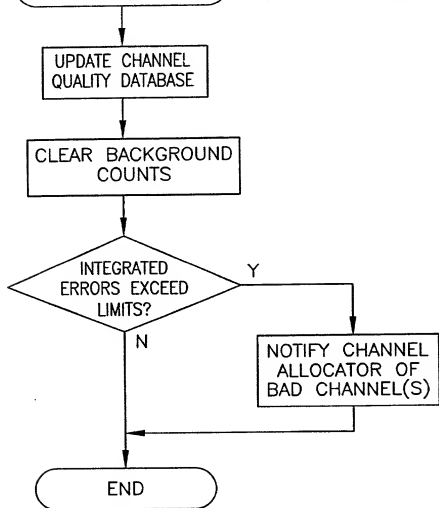 UPDATE CHANNEL
QUALITY DATABASE
CLEAR BACKGROUND
COUNTS
INTEGRATED
ERRORS EXCEED
LIMITS?
Y
N
NOTIFY CHANNEL
ALLOCATOR OF
BAD CHANNEL(S)
END